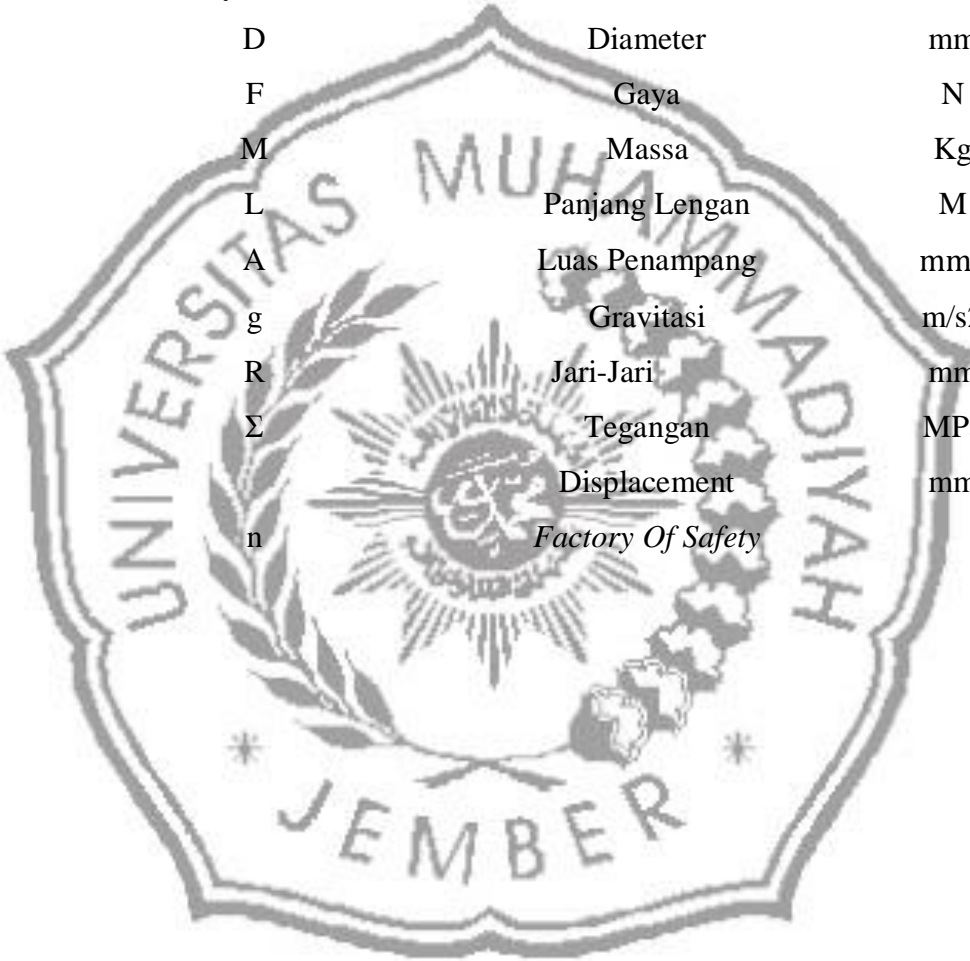 D Diameter mm
F Gaya N
M Massa Kg
L Panjang Lengan M
A Luas Penampang mm
g Gravitasi m/s2
R Jari-Jari mm
Σ Tegangan MP
Displacement mm
n Factory Of Safety
UNIVERSITAS MUHAMMADIYAH
JEMBER